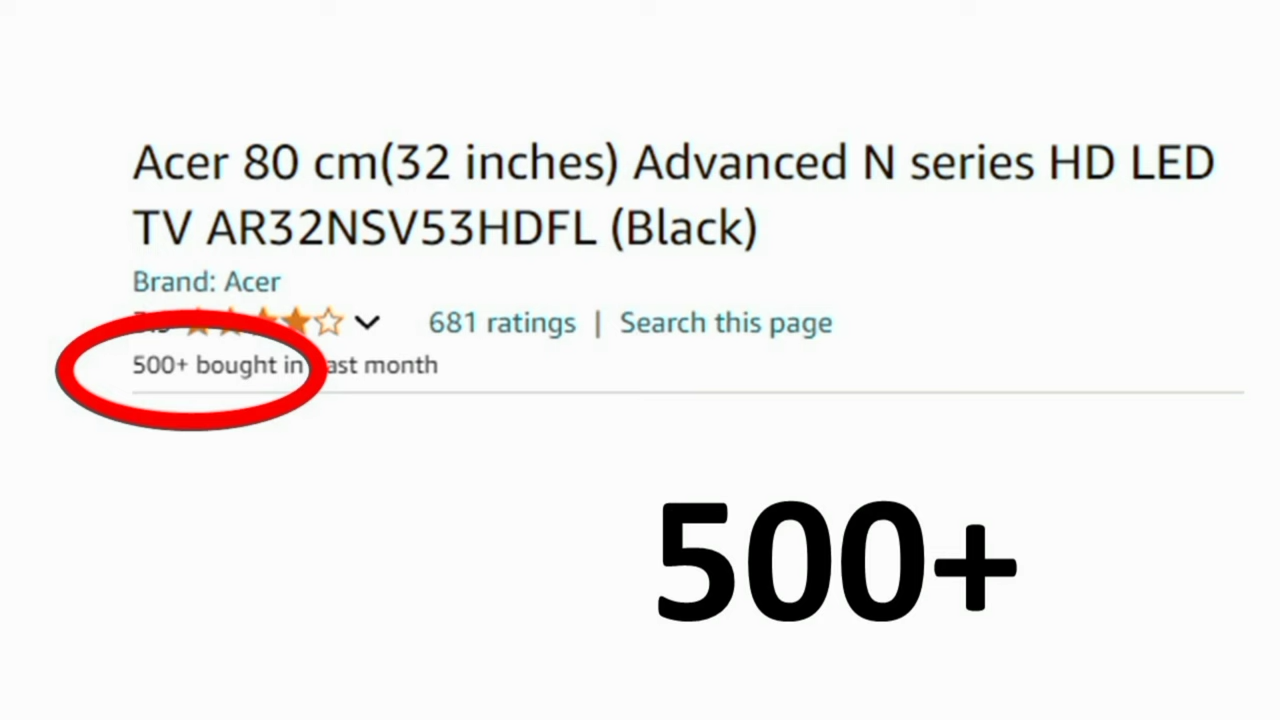 Acer 80 cm(32 inches) Advanced N series HD LED
TV AR32NSV53HDFL (Black)
Brand: Acer
681 ratings | Search this page
500+ bought in month
500+